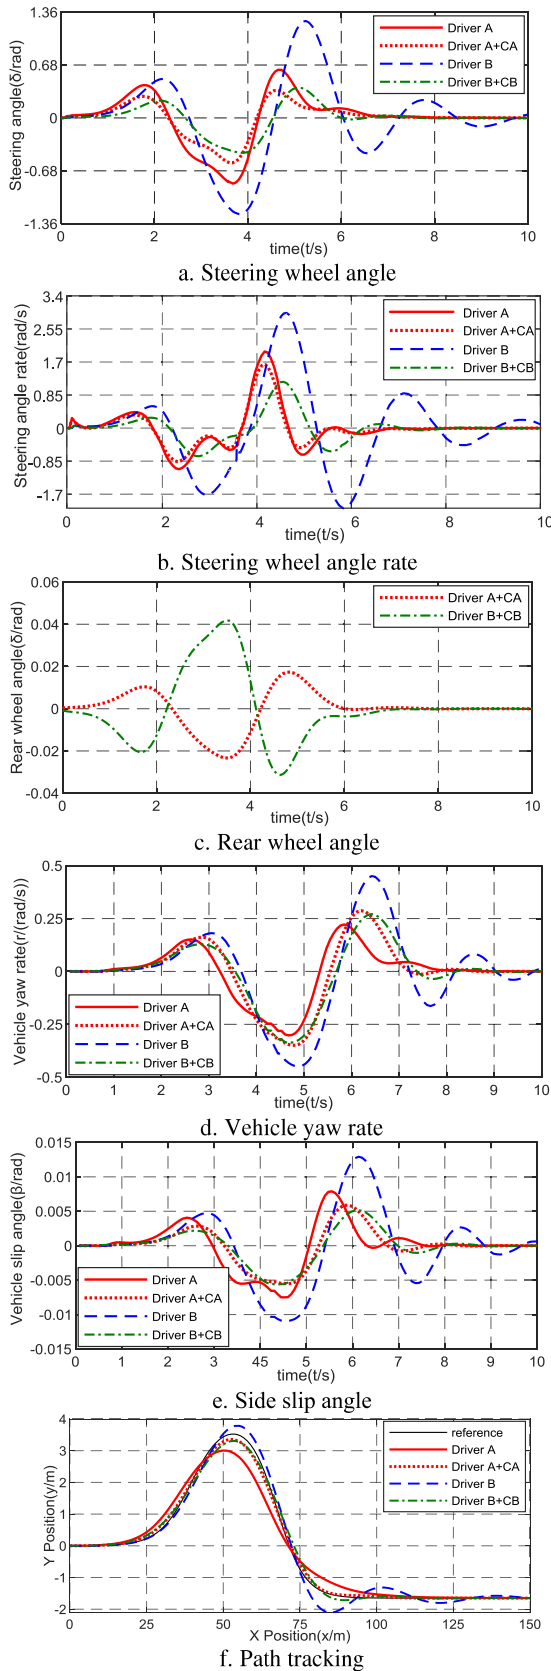 Steering angle(δ/rad)
1.36
0.68
0
-0.68
-1.36
Driver A
Driver A+CA
Driver B
Driver B+CB
0 2 4 6 8 10
time(t/s)
a. Steering wheel angle
Steering angle rate(rad/s)
3.4
2.55
1.7
0.85
0
-0.85
-1.7
Driver A
Driver A+CA
Driver B
Driver B+CB
0 2 4 6 8 10
time(t/s)
b. Steering wheel angle rate
Rear wheel angle(δ/rad)
0.06
0.04
0.02
0
-0.02
-0.04
Driver A+CA
Driver B+CB
0 2 4 6 8 10
time(t/s)
c. Rear wheel angle
Vehicle yaw rate(r/(rad/s))
0.5
0.25
0
-0.25
-0.5
Driver A
Driver A+CA
Driver B
Driver B+CB
0 1 2 3 4 5 6 7 8 9 10
time(t/s)
d. Vehicle yaw rate
Vehicle slip angle(β/rad)
0.015
0.010
0.005
0
-0.005
-0.01
-0.015
Driver A
Driver A+CA
Driver B
Driver B+CB
0 1 2 3 45 5 6 7 8 9 10
time(t/s)
e. Side slip angle
Y Position(y/m)
4
3
2
1
0
-1
-2
reference
Driver A
Driver A+CA
Driver B
Driver B+CB
0 25 50 75 100 125 150
X Position(x/m)
f. Path tracking